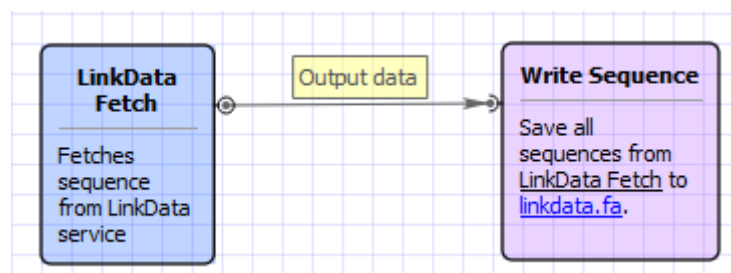 LinkData
Fetch
Fetches
sequence
from LinkData
service
Output data
Write Sequence
Save all
sequences from
LinkData Fetch to
linkdata.fa.